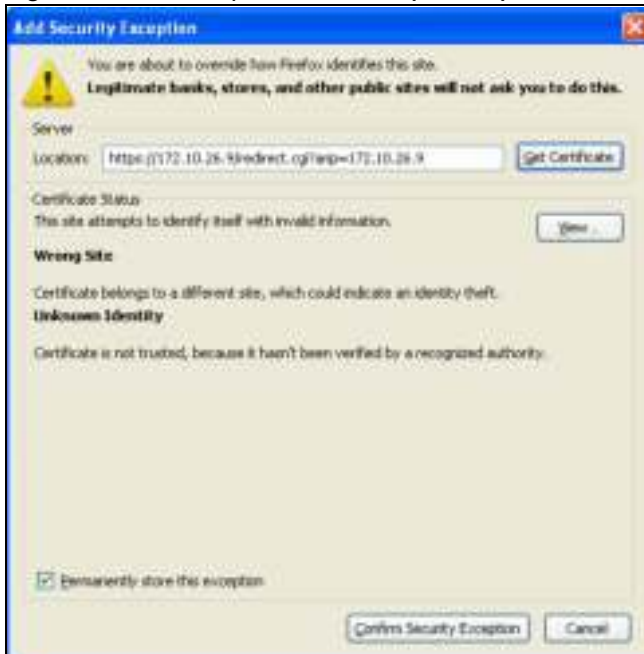 Add Security Exception
You are about to override how Firefox identifies this site.
Legitimate banks, stores, and other public sites will not ask you to do this.
Server
Location:
https://172.10.26.9/redirect.cgi?arip=172.10.26.9
Get Certificate
Certificate Status
This site attempts to identify itself with invalid information.
View...
Wrong Site
Certificate belongs to a different site, which could indicate an identity theft.
Unknown Identity
Certificate is not trusted, because it hasn't been verified by a recognized authority.
Permanently store this exception
Confirm Security Exception
Cancel